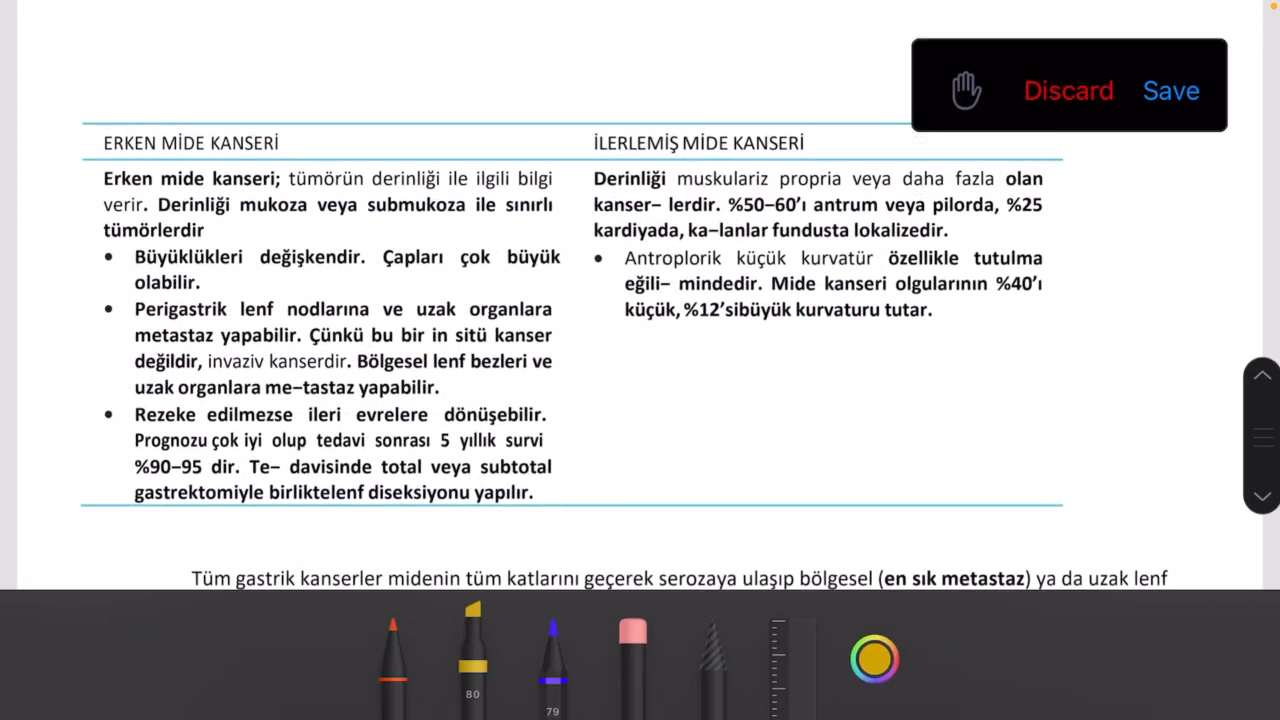 Discard Save
ERKEN MİDE KANSERİ
Erken mide kanseri; tümörün derinliği ile ilgili bilgi
verir. Derinliği mukoza veya submukoza ile sınırlı
tümörlerdir
• Büyüklükleri değişkendir. Çapları çok büyük
olabilir.
• Perigastrik lenf nodlarına ve uzak organlara
metastaz yapabilir. Çünkü bu bir in sitü kanser
değildir, invaziv kanserdir. Bölgesel lenf bezleri ve
uzak organlara me−tastaz yapabilir.
• Rezeke edilmezse ileri evrelere dönüşebilir.
Prognozu çok iyi olup tedavi sonrası 5 yıllık survi
%90−95 dir. Te− davisinde total veya subtotal
gastrektomiyle birliktelenf diseksiyonu yapılır.
İLERLEMİŞ MİDE KANSERİ
Derinliği muskulariz propria veya daha fazla olan
kanser− lerdir. %50−60’ı antrum veya pilorda, %25
kardiyada, ka−lanlar fundusta lokalizedir.
• Antroplorik küçük kurvatür özellikle tutulma
eğili− mindedir. Mide kanseri olgularının %40’ı
küçük, %12’sibüyük kurvaturu tutar.
Tüm gastrik kanserler midenin tüm katlarını geçerek serozaya ulaşıp bölgesel (en sık metastaz) ya da uzak lenf
80
79